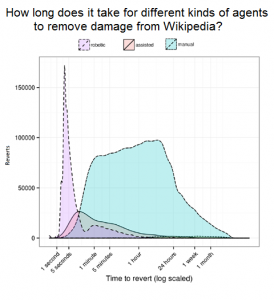 How long does it take for different kinds of agents
to remove damage from Wikipedia?
robotic assisted manual
150000
100000
50000
0
Reverts
1 second
5 seconds
1 minute
5 minutes
1 hour
24 hours
1 week
1 month
Time to revert (log scaled)